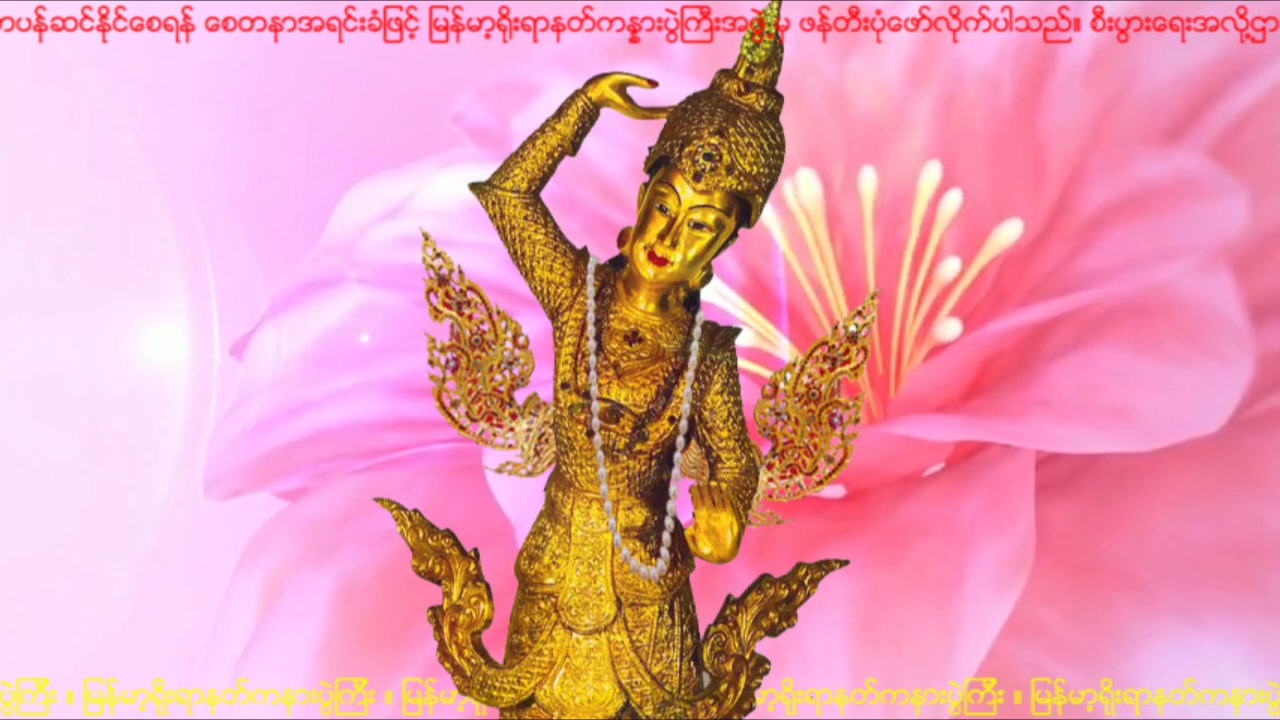 ပန်ဆင်နိုင်စေရန် စေတနာအရင်းခံဖြင့် မြန်မာ့ရိုးရာနတ်ကန္နားပွဲကြီးအဖွဲ့မှ ဖန်တီးပုံဖော်လိုက်ပါသည်။ စီးပွားရေးအလို့ဌာ
ပွဲကြီး ။ မြန်မာ့ရိုးရာနတ်ကနားပွဲကြီး ။ မြန်မာ့ရိုးရာနတ်ကနားပွဲကြီး ။ မြန်မာ့ရိုးရာနတ်ကနားပွဲ